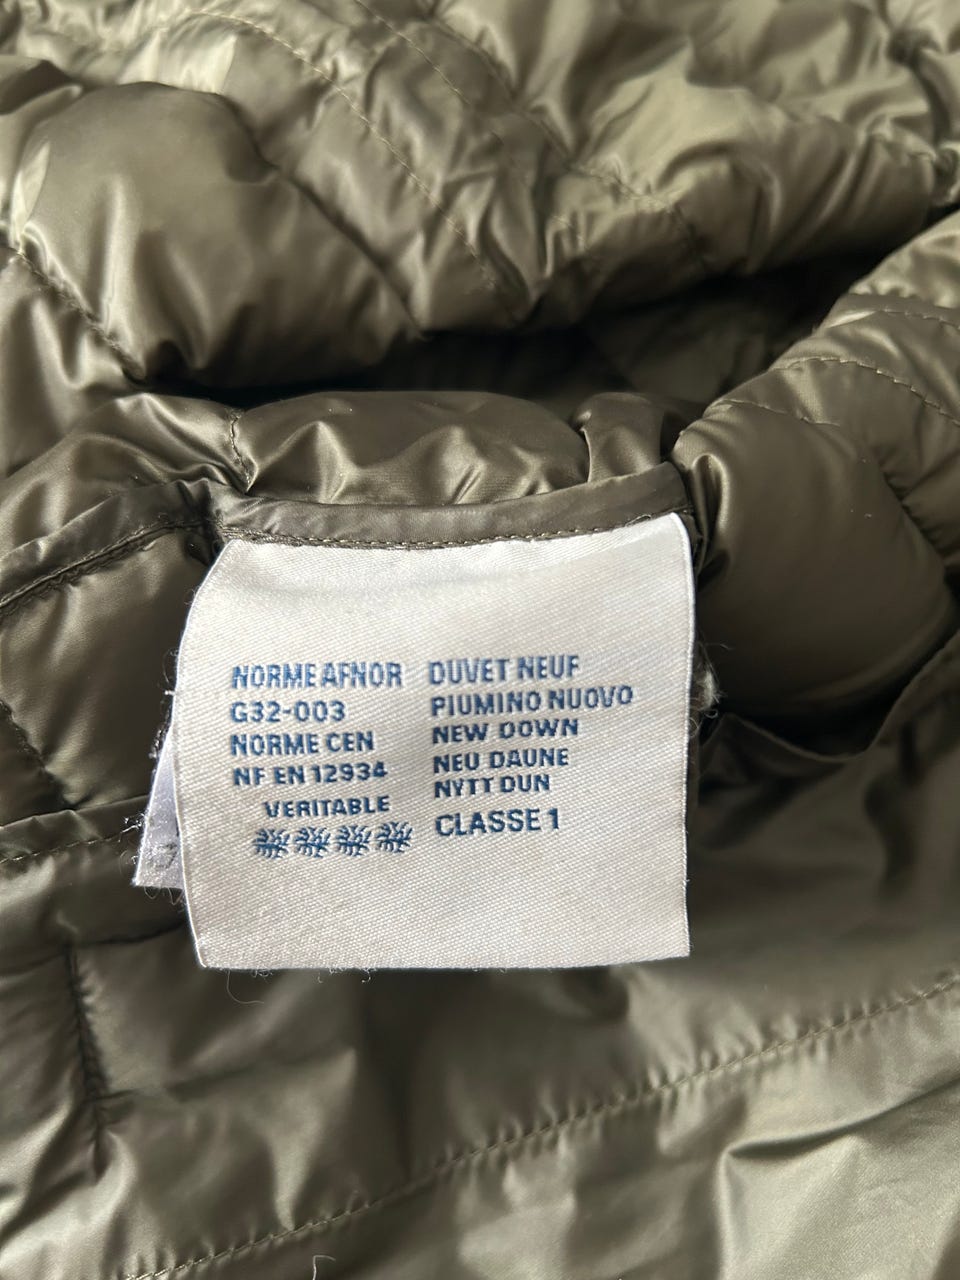 NORME AFNOR
G32-003
NORME CEN
NF EN 12934
VERITABLE
DUVET NEUF
PIUMINO NUOVO
NEW DOWN
NEU DAUNE
NYTT DUN
CLASSE 1